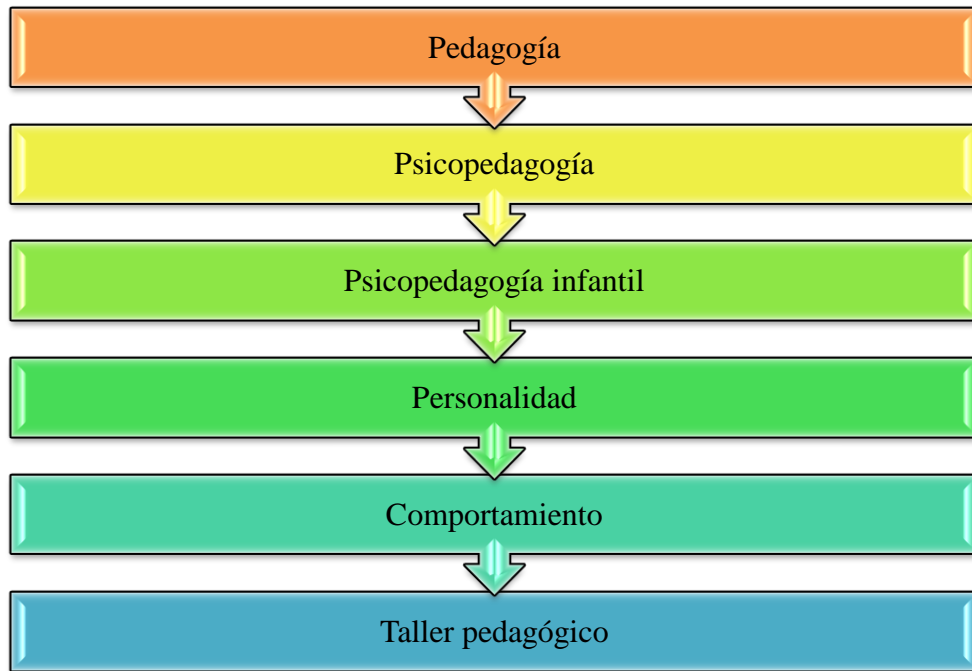 Pedagogía
Psicopedagogía
Psicopedagogía infantil
Personalidad
Comportamiento
Taller pedagógico